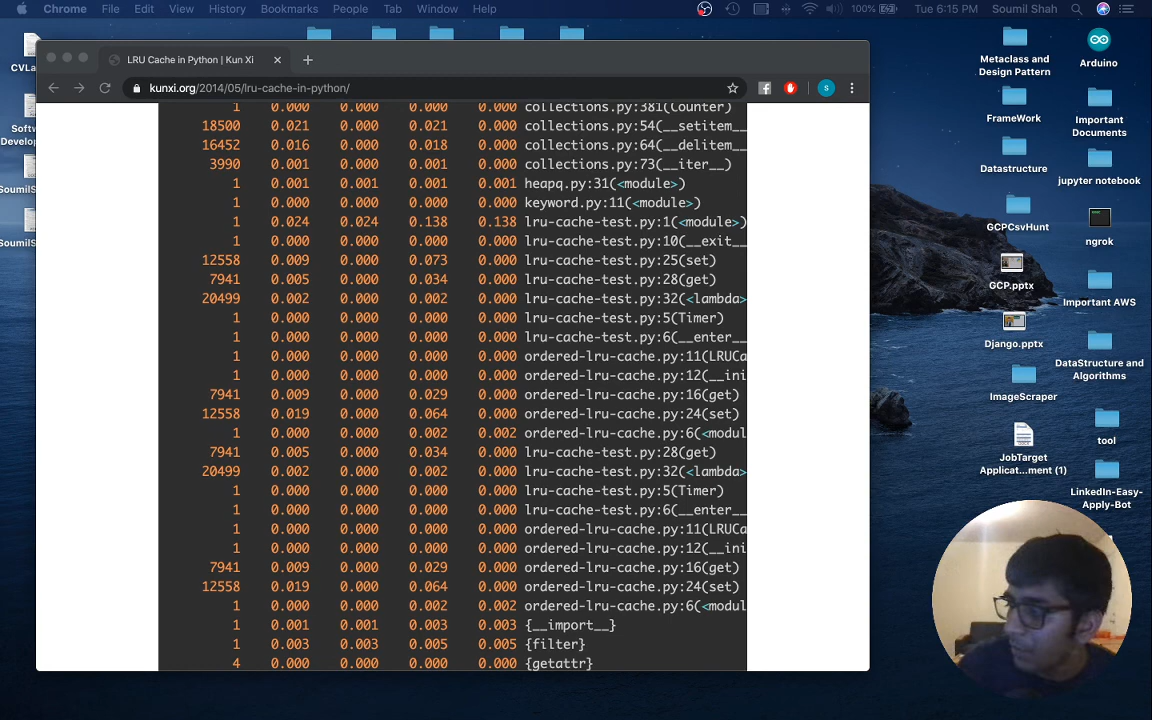 Chrome File Edit View History Bookmarks People Tab Window Help 100% Tue 6:15 PM Soumil Shah
LRU Cache in Python | Kun Xi
kunxi.org/2014/05/lru-cache-in-python/
S
1 0.000 0.000 0.000 0.000 collections.py:381(Counter)
18500 0.021 0.000 0.021 0.000 collections.py:54(__setitem__
16452 0.016 0.000 0.018 0.000 collections.py:64(__delitem__
3990 0.001 0.000 0.001 0.000 collections.py:73(__iter__)
1 0.001 0.001 0.001 0.001 heapq.py:31(<module>)
1 0.000 0.000 0.000 0.000 keyword.py:11(<module>)
1 0.024 0.024 0.138 0.138 lru-cache-test.py:1(<module>)
1 0.000 0.000 0.000 0.000 lru-cache-test.py:10(__exit__
12558 0.009 0.000 0.073 0.000 lru-cache-test.py:25(set)
7941 0.005 0.000 0.034 0.000 lru-cache-test.py:28(get)
20499 0.002 0.000 0.002 0.000 lru-cache-test.py:32(<lambda>
1 0.000 0.000 0.000 0.000 lru-cache-test.py:5(Timer)
1 0.000 0.000 0.000 0.000 lru-cache-test.py:6(__enter__
1 0.000 0.000 0.000 0.000 ordered-lru-cache.py:11(LRUCa
1 0.000 0.000 0.000 0.000 ordered-lru-cache.py:12(__ini
7941 0.009 0.000 0.029 0.000 ordered-lru-cache.py:16(get)
12558 0.019 0.000 0.064 0.000 ordered-lru-cache.py:24(set)
1 0.000 0.000 0.002 0.002 ordered-lru-cache.py:6(<modul
7941 0.005 0.000 0.034 0.000 lru-cache-test.py:28(get)
20499 0.002 0.000 0.002 0.000 lru-cache-test.py:32(<lambda>
1 0.000 0.000 0.000 0.000 lru-cache-test.py:5(Timer)
1 0.000 0.000 0.000 0.000 lru-cache-test.py:6(__enter__
1 0.000 0.000 0.000 0.000 ordered-lru-cache.py:11(LRUCa
1 0.000 0.000 0.000 0.000 ordered-lru-cache.py:12(__ini
7941 0.009 0.000 0.029 0.000 ordered-lru-cache.py:16(get)
12558 0.019 0.000 0.064 0.000 ordered-lru-cache.py:24(set)
1 0.000 0.000 0.002 0.002 ordered-lru-cache.py:6(<modul
1 0.001 0.001 0.003 0.003 {__import__}
1 0.003 0.003 0.005 0.005 {filter}
4 0.000 0.000 0.000 0.000 {getattr}
CVLa
Softw
Develop
SoumilS
SoumilS
Metaclass and
Design Pattern
FrameWork
Datastructure
GCPCsvHunt
GCP.pptx
Django.pptx
ImageScraper
JobTarget
Applicat...ment (1)
Arduino
Important
Documents
jupyter notebook
ngrok
Important AWS
DataStructure and
Algorithms
tool
LinkedIn-Easy-
Apply-Bot